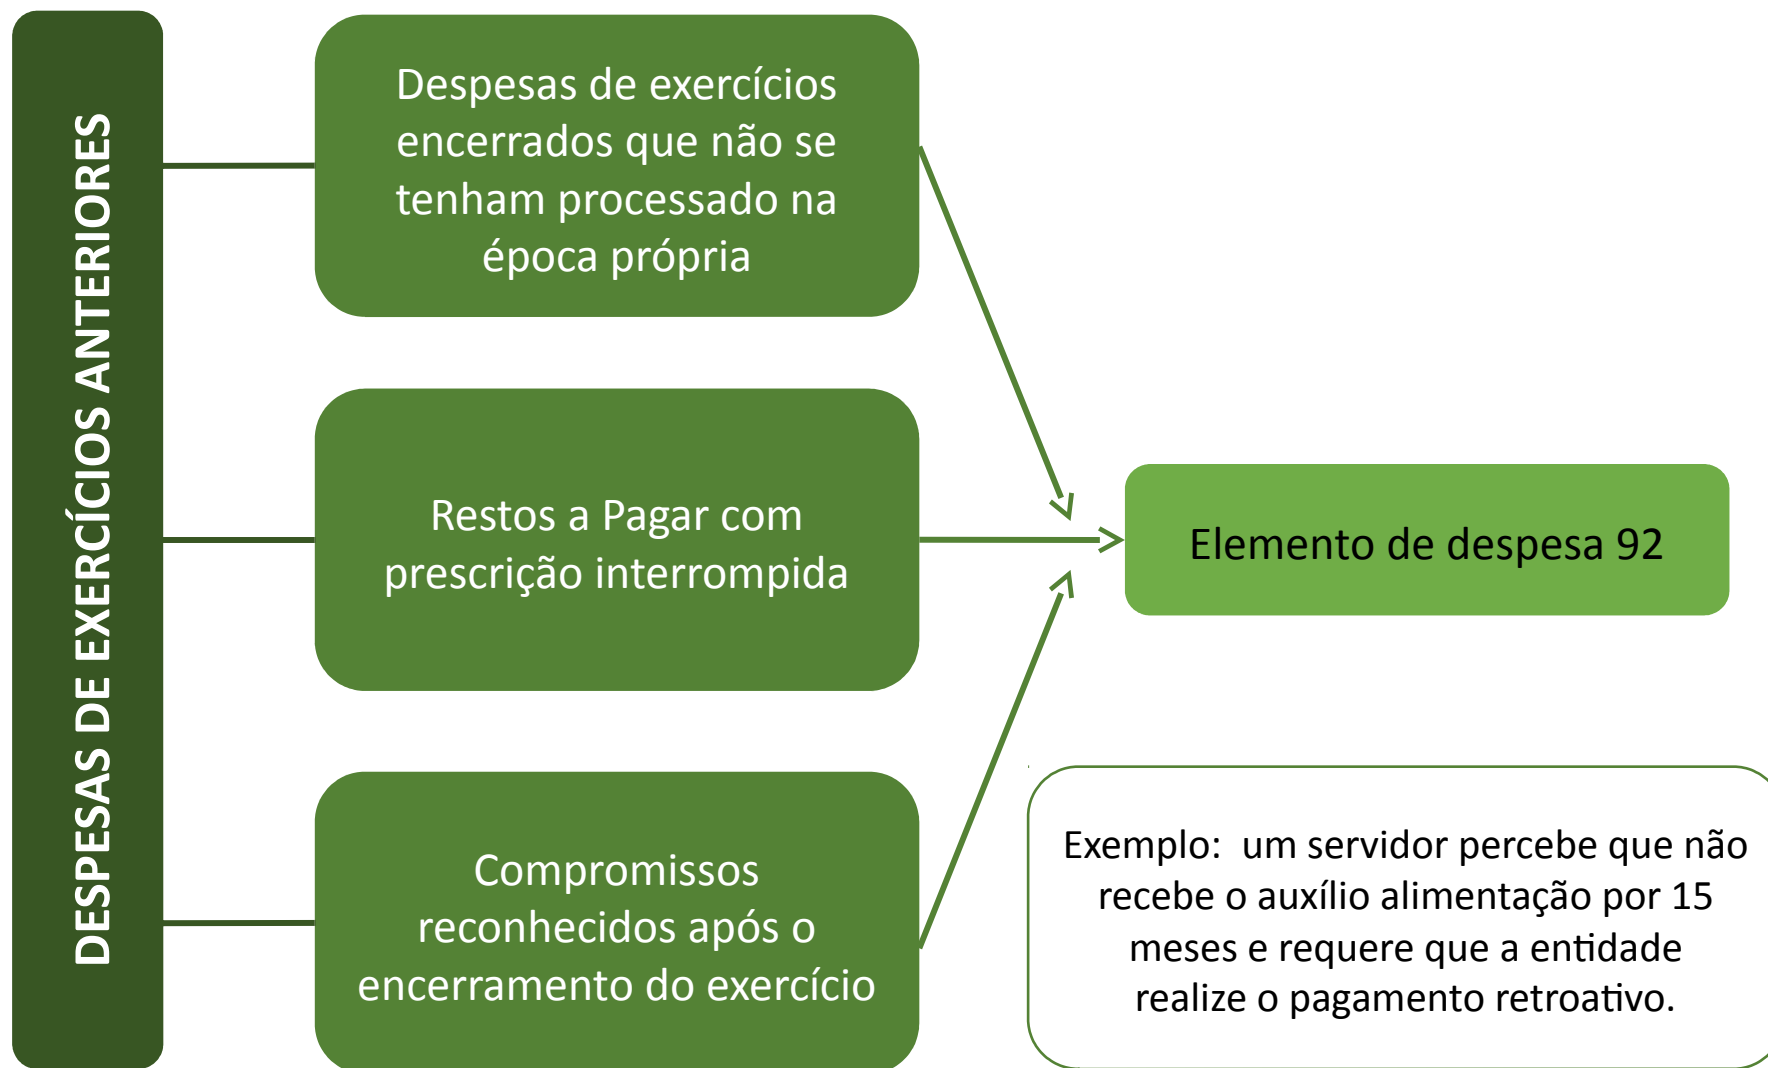 DESPESAS DE EXERCÍCIOS ANTERIORES
Despesas de exercícios
encerrados que não se
tenham processado na
época própria
Restos a Pagar com
prescrição interrompida
Compromissos
reconhecidos após o
encerramento do exercício
Elemento de despesa 92
Exemplo: um servidor percebe que não
recebe o auxílio alimentação por 15
meses e requere que a entidade
realize o pagamento retroativo.